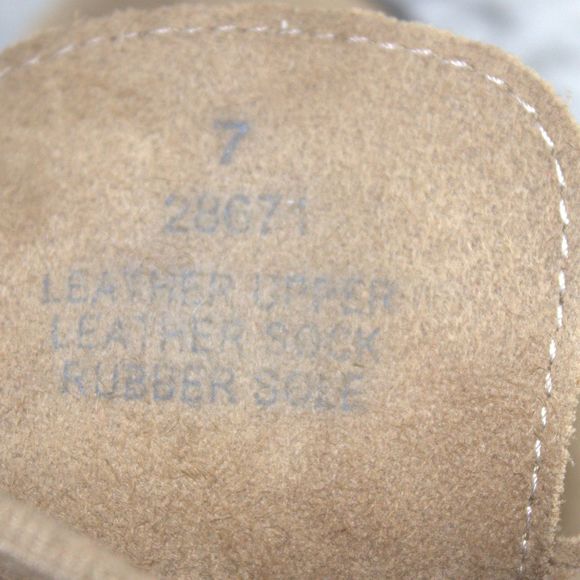 7
28671
LEATHER UPPER
LEATHER SOCK
RUBBER SOLE